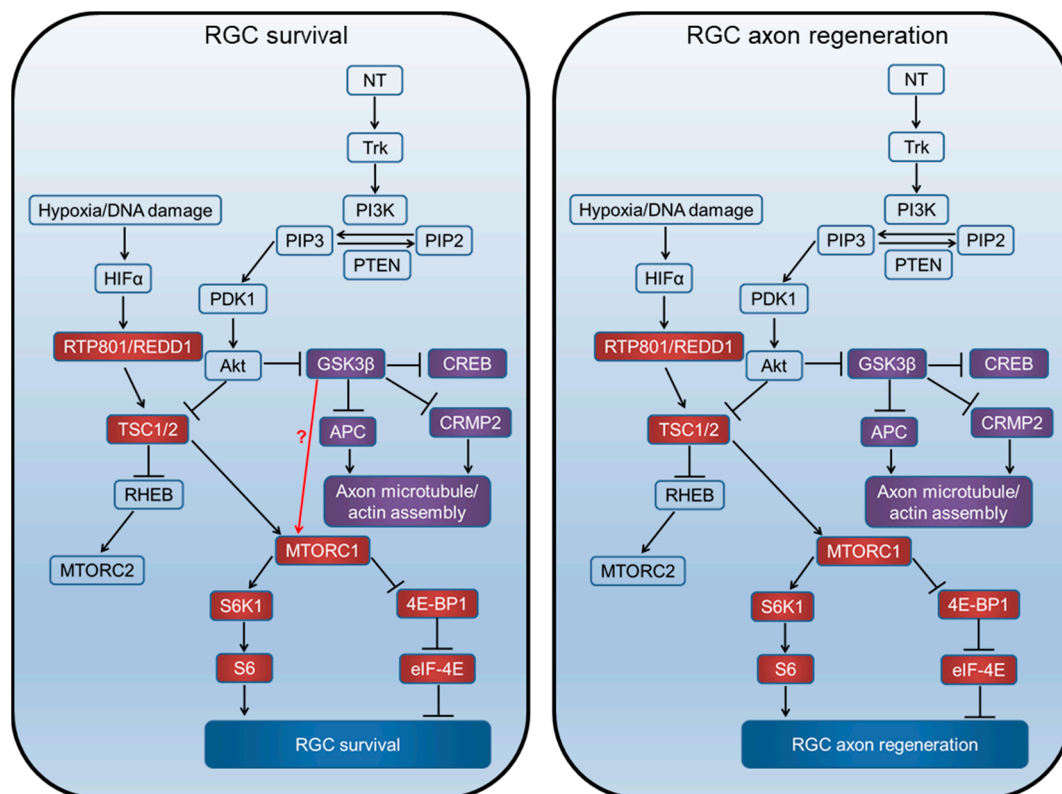 RGC survival
NT
Trk
PI3K
Hypoxia/DNA damage
PIP3
PIP2
PTEN
HIFα
PDK1
RTP801/REDD1
Akt
GSK3β
CREB
TSC1/2
?
APC
CRMP2
RHEB
Axon microtubule/
actin assembly
MTORC1
MTORC2
S6K1
4E-BP1
S6
eIF-4E
RGC survival
RGC axon regeneration
NT
Trk
PI3K
Hypoxia/DNA damage
PIP3
PIP2
PTEN
HIFα
PDK1
RTP801/REDD1
Akt
GSK3β
CREB
TSC1/2
APC
CRMP2
RHEB
Axon microtubule/
actin assembly
MTORC1
MTORC2
S6K1
4E-BP1
S6
eIF-4E
RGC axon regeneration